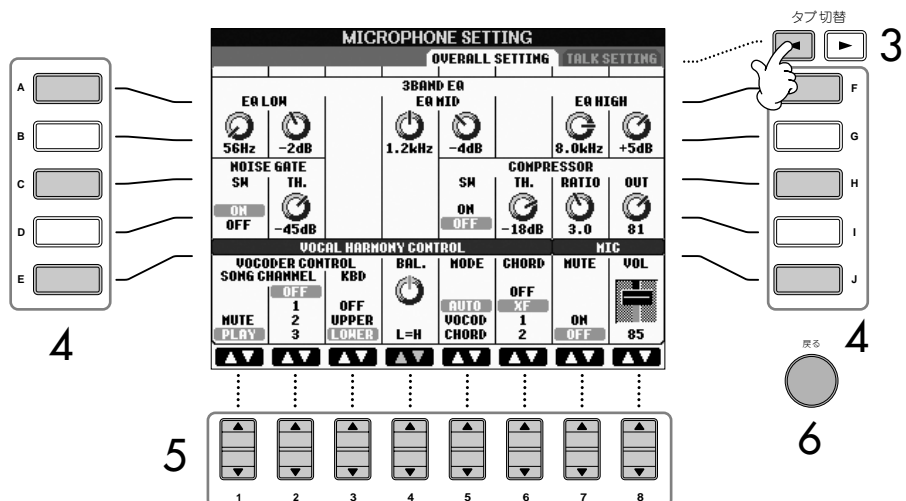 タブ切替
3
MICROPHONE SETTING
OVERALL SETTING TALK SETTING
3BAND EQ
EQ LOW EQ MID EQ HIGH
56Hz -2dB 1.2kHz -4dB 8.0kHz +5dB
NOISE GATE COMPRESSOR
SW TH. SW TH. RATIO OUT
ON
OFF
-45dB
ON
OFF
-18dB 3.0 81
VOCAL HARMONY CONTROL MIC
VOCODER CONTROL BAL. MODE CHORD MUTE VOL
SONG CHANNEL KBD
MUTE
PLAY
OFF
1
2
3
OFF
UPPER
LOWER
L=H
AUTO
VOCOD
CHORD
OFF
XF
1
2
ON
OFF
85
A
B
C
D
E
4
F
G
H
I
J
4
戻る
6
5
1 2 3 4 5 6 7 8